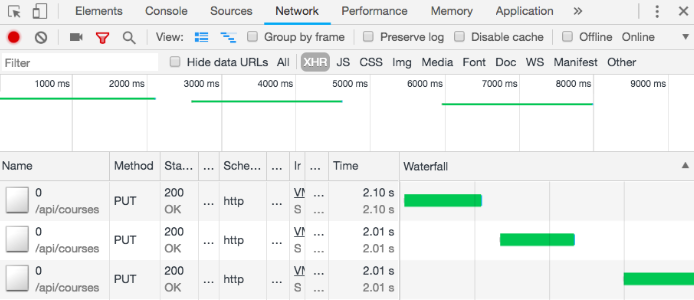 Elements Console Sources Network Performance Memory Application »
View: Group by frame Preserve log Disable cache Offline Online
Filter Hide data URLs All XHR JS CSS Img Media Font Doc WS Manifest Other
1000 ms 2000 ms 3000 ms 4000 ms 5000 ms 6000 ms 7000 ms 8000 ms 9000 ms
Name Method Sta... ... Sche... ... Ir ... Time Waterfall
0 200 VM ... 2.10 s
/api/courses PUT OK ... http ... S 2.10 s
0 200 VM ... 2.01 s
/api/courses PUT OK ... http ... S 2.01 s
0 200 VM ... 2.01 s
/api/courses PUT OK ... http ... S 2.01 s